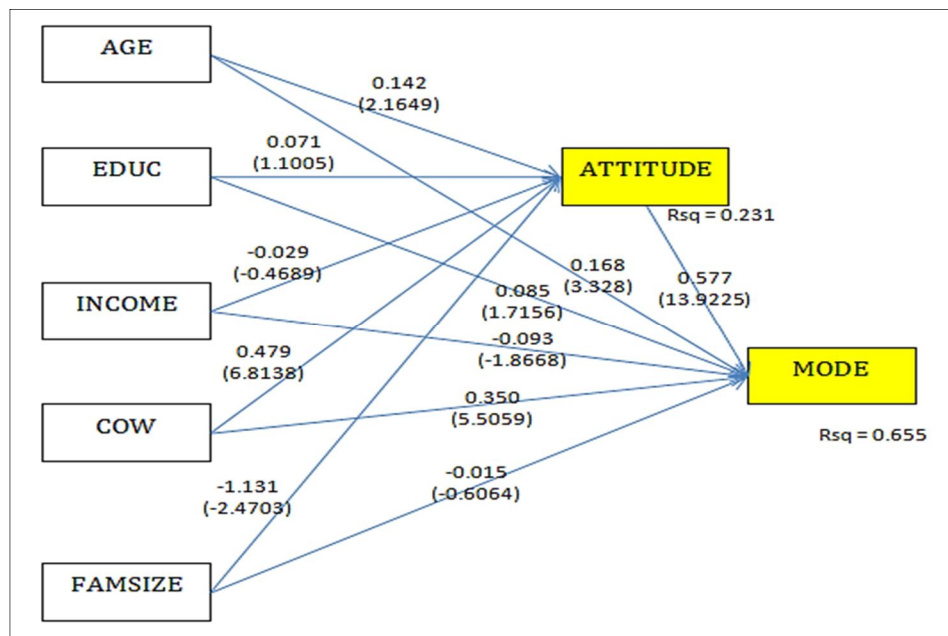 AGE
0.142
(2.1649)
0.071
(1.1005)
EDUC
ATTITUDE
Rsq = 0.231
-0.029
(-0.4689)
0.168
(3.328)
0.577
(13.9225)
INCOME
0.085
(1.7156)
-0.093
(-1.8668)
0.479
(6.8138)
MODE
0.350
(5.5059)
COW
Rsq = 0.655
-0.015
(-0.6064)
-1.131
(-2.4703)
FAMSIZE